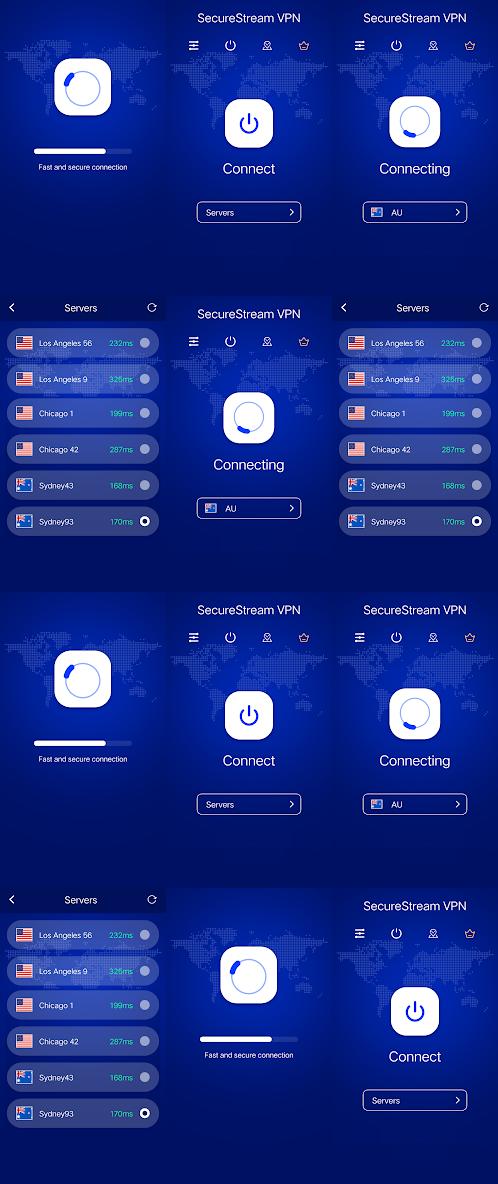 Fast and secure connection
SecureStream VPN
Connect
Servers
SecureStream VPN
Connecting
AU
Servers
Los Angeles 56 232ms
Los Angeles 9 325ms
Chicago 1 199ms
Chicago 42 287ms
Sydney43 168ms
Sydney93 170ms
SecureStream VPN
Connecting
AU
Servers
Los Angeles 56 232ms
Los Angeles 9 325ms
Chicago 1 199ms
Chicago 42 287ms
Sydney43 168ms
Sydney93 170ms
Fast and secure connection
SecureStream VPN
Connect
Servers
SecureStream VPN
Connecting
AU
Servers
Los Angeles 56 232ms
Los Angeles 9 325ms
Chicago 1 199ms
Chicago 42 287ms
Sydney43 168ms
Sydney93 170ms
Fast and secure connection
SecureStream VPN
Connect
Servers